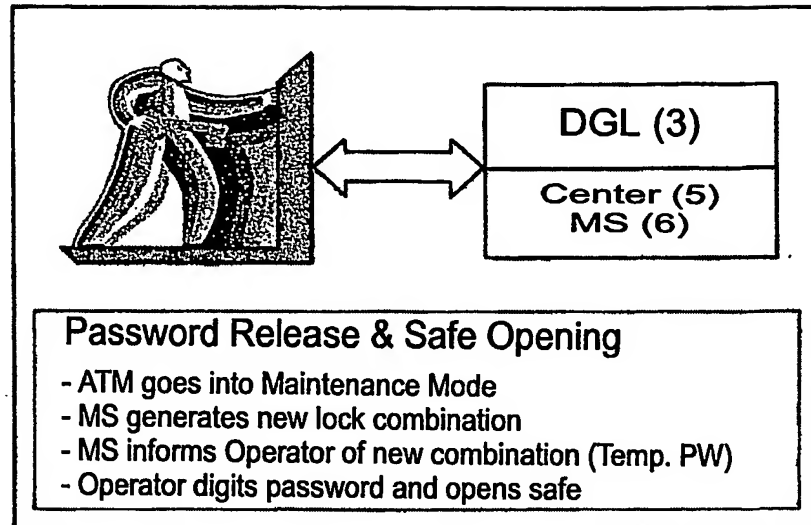 DGL (3)
Center (5)
MS (6)
Password Release & Safe Opening
- ATM goes into Maintenance Mode
- MS generates new lock combination
- MS informs Operator of new combination (Temp. PW)
- Operator digits password and opens safe